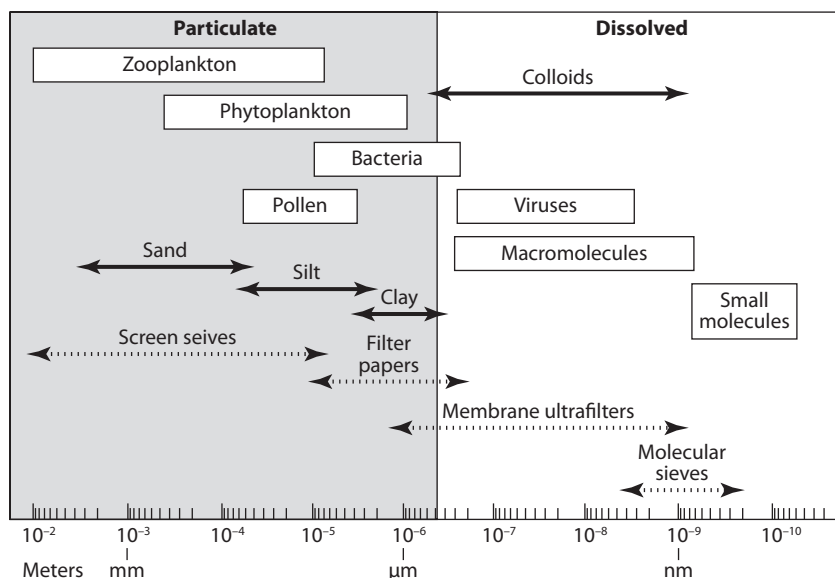 Particulate Dissolved
Zooplankton
Colloids
Phytoplankton
Bacteria
Pollen Viruses
Sand Macromolecules
Silt
Clay Small
molecules
Screen seives Filter
papers
Membrane ultrafilters
Molecular
sieves
10⁻² 10⁻³ 10⁻⁴ 10⁻⁵ 10⁻⁶ 10⁻⁷ 10⁻⁸ 10⁻⁹ 10⁻¹⁰
Meters mm µm nm